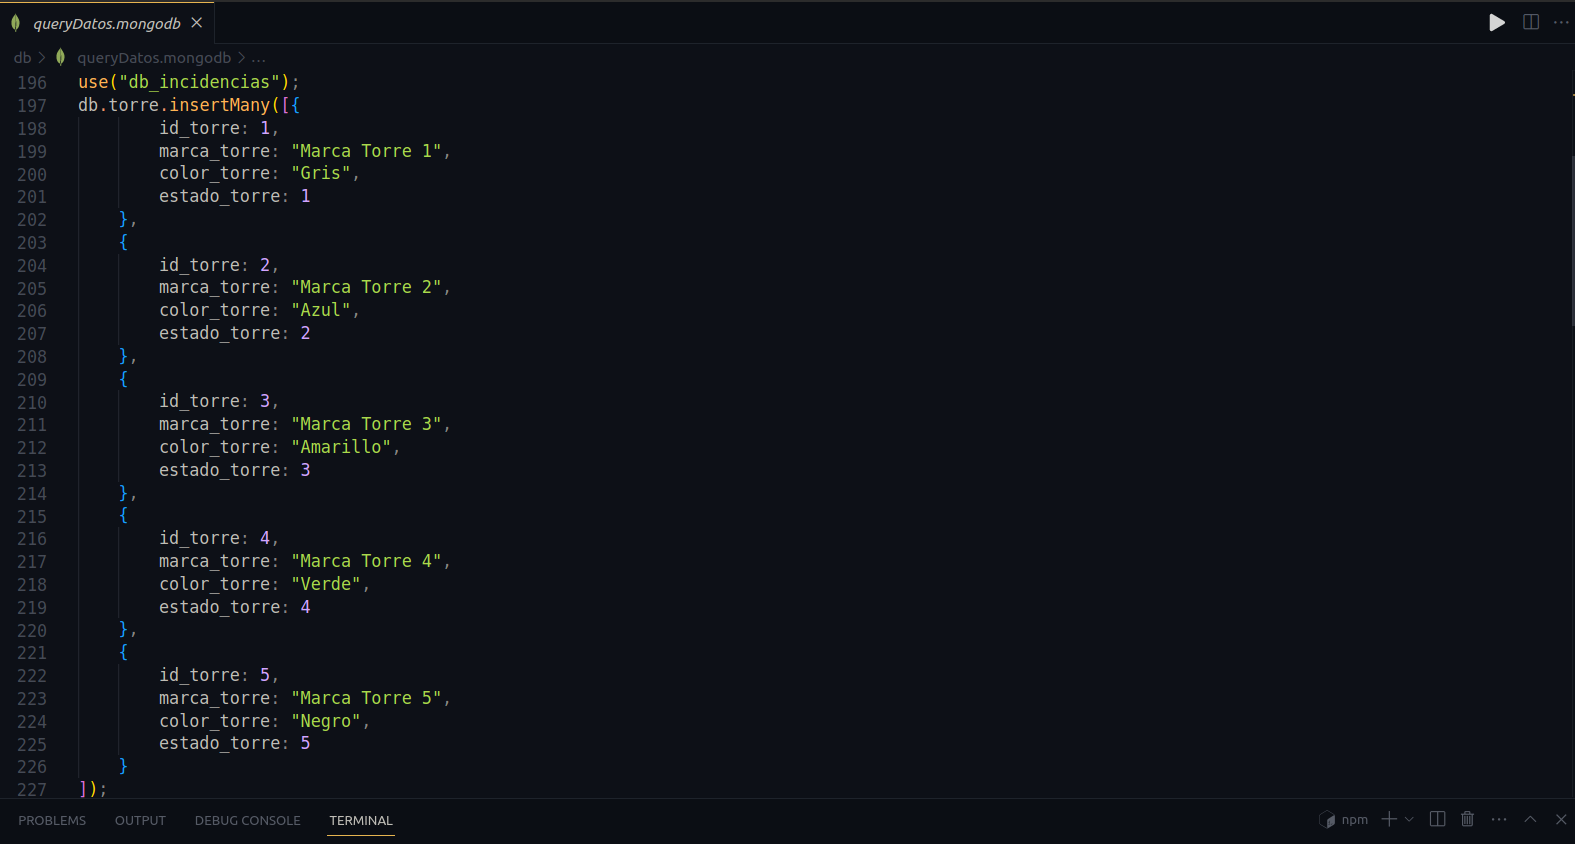 queryDatos.mongodb
db > queryDatos.mongodb > ...
196 use("db_incidencias");
197 db.torre.insertMany([{
198 id_torre: 1,
199 marca_torre: "Marca Torre 1",
200 color_torre: "Gris",
201 estado_torre: 1
202 },
203 {
204 id_torre: 2,
205 marca_torre: "Marca Torre 2",
206 color_torre: "Azul",
207 estado_torre: 2
208 },
209 {
210 id_torre: 3,
211 marca_torre: "Marca Torre 3",
212 color_torre: "Amarillo",
213 estado_torre: 3
214 },
215 {
216 id_torre: 4,
217 marca_torre: "Marca Torre 4",
218 color_torre: "Verde",
219 estado_torre: 4
220 },
221 {
222 id_torre: 5,
223 marca_torre: "Marca Torre 5",
224 color_torre: "Negro",
225 estado_torre: 5
226 }
227 ]);
PROBLEMS OUTPUT DEBUG CONSOLE TERMINAL npm